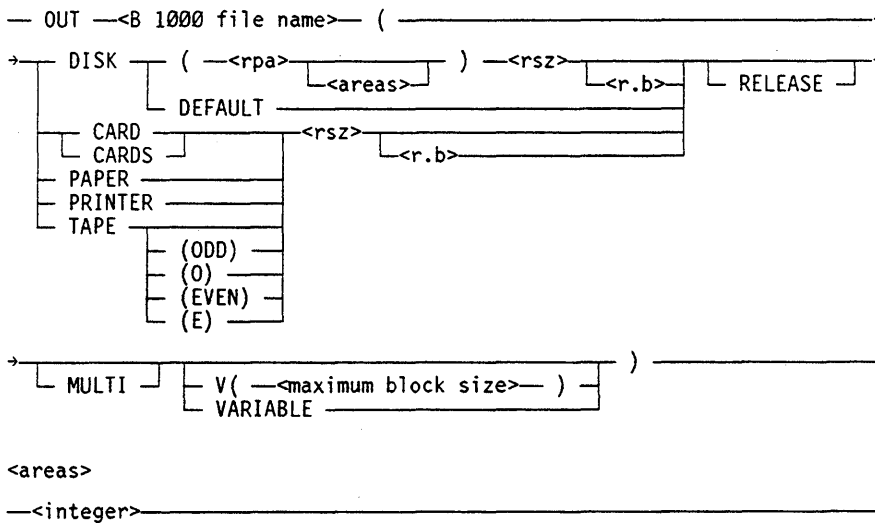 OUT <B 1000 file name> (
DISK ( <rpa> ) <rsz>
<areas> <r.b> RELEASE
DEFAULT
CARD <rsz>
CARDS <r.b>
PAPER
PRINTER
TAPE
(ODD)
(O)
(EVEN)
(E)
)
MULTI V( <maximum block size> )
VARIABLE
<areas>
<integer>